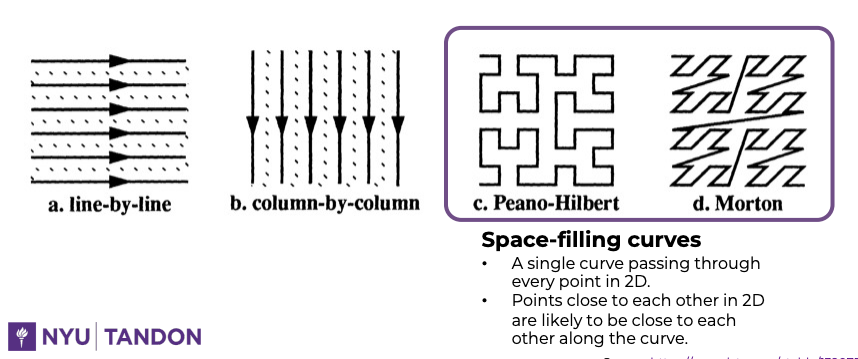 a. line-by-line
b. column-by-column
c. Peano-Hilbert
d. Morton
Space-filling curves
• A single curve passing through
every point in 2D.
• Points close to each other in 2D
are likely to be close to each
other along the curve.
NYU | TANDON